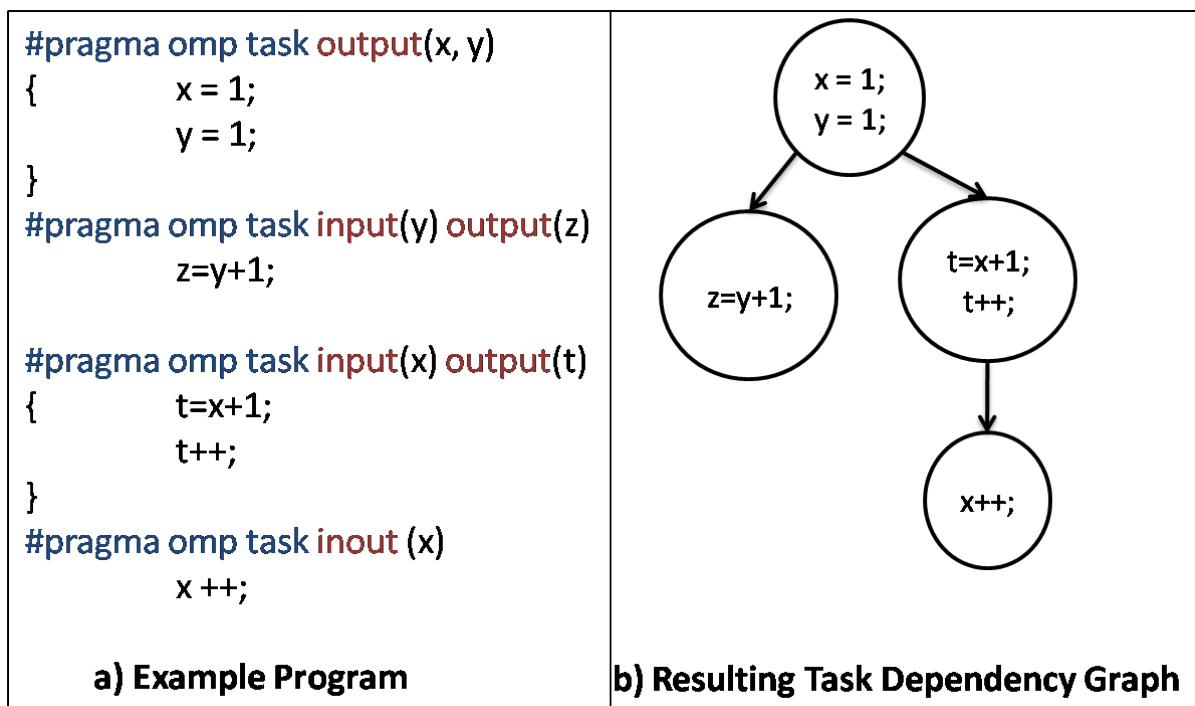 #pragma omp task output(x, y)
{ x = 1;
y = 1;
}
#pragma omp task input(y) output(z)
z=y+1;
#pragma omp task input(x) output(t)
{ t=x+1;
t++;
}
#pragma omp task inout (x)
x ++;
a) Example Program
x = 1;
y = 1;
z=y+1;
t=x+1;
t++;
x++;
b) Resulting Task Dependency Graph